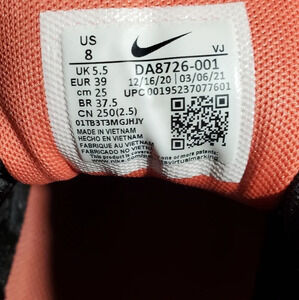 US
8
VJ
UK 5.5
DA8726-001
EUR 39
12/16/20
03/06/21
cm 25
UPC 00195237077601
BR 37.5
CN 250(2.5)
01TB3T3MGJHJY
MADE IN VIETNAM
HECHO EN VIETNAM
FABRIQUE AU VIETNAM
FABRICADO NO VIETNAM